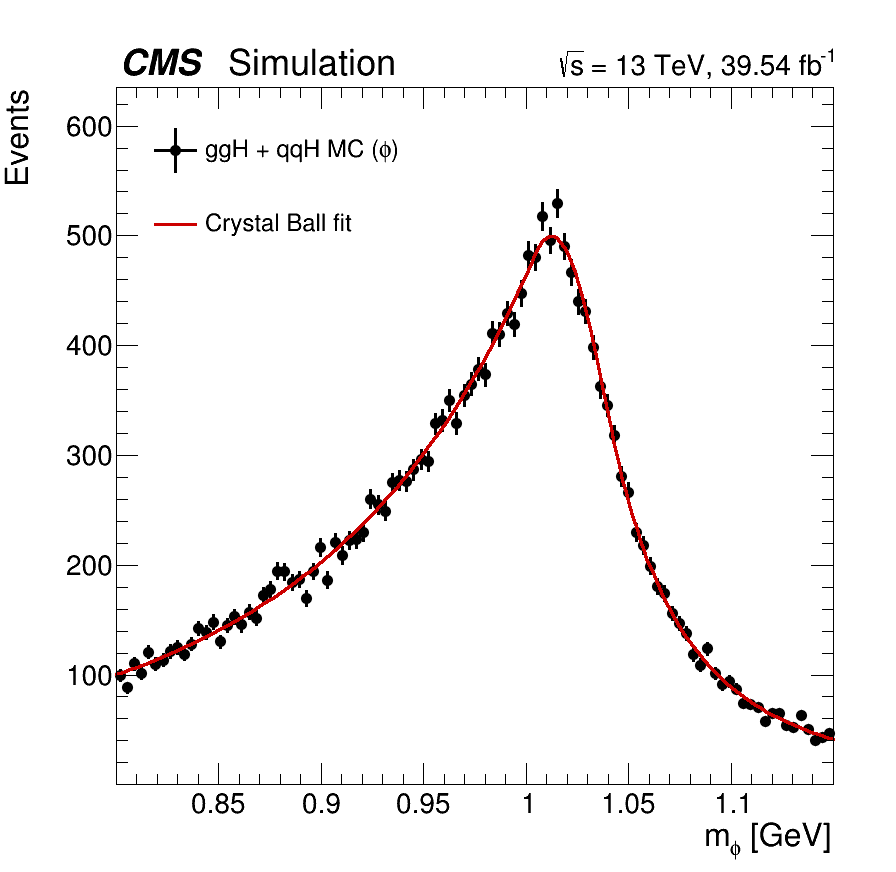 CMS Simulation
√s = 13 TeV, 39.54 fb⁻¹
Events
ggH + qqH MC (ϕ)
Crystal Ball fit
600
500
400
300
200
100
0.85 0.9 0.95 1 1.05 1.1
m_ϕ [GeV]